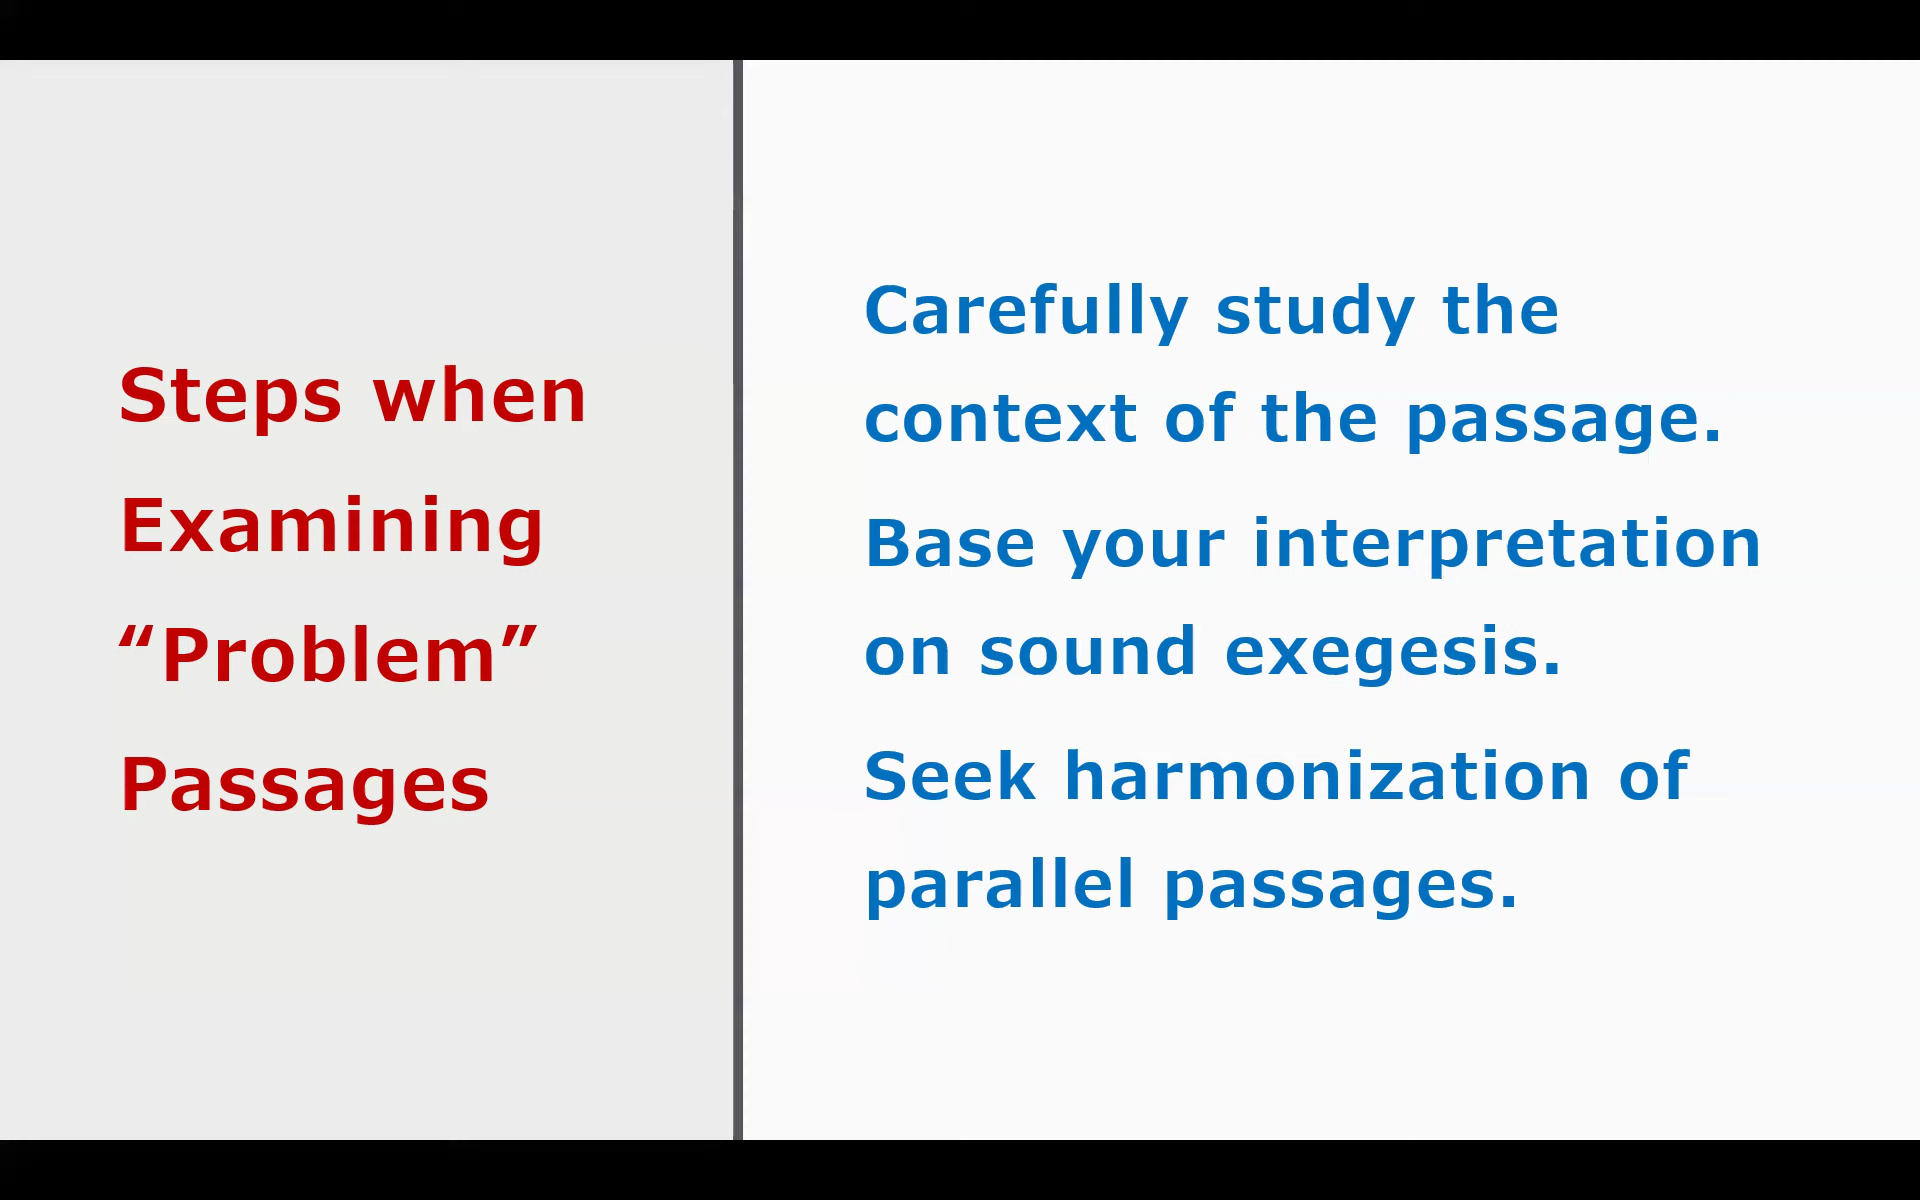 Steps when
Examining
“Problem”
Passages
Carefully study the
context of the passage.
Base your interpretation
on sound exegesis.
Seek harmonization of
parallel passages.